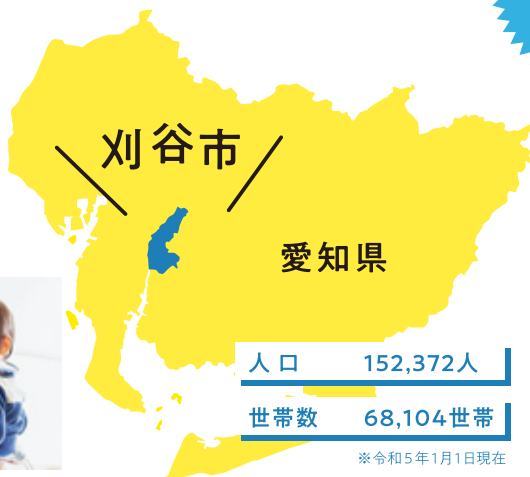 刈谷市
愛知県
人口 152,372人
世帯数 68,104世帯
※令和5年1月1日現在